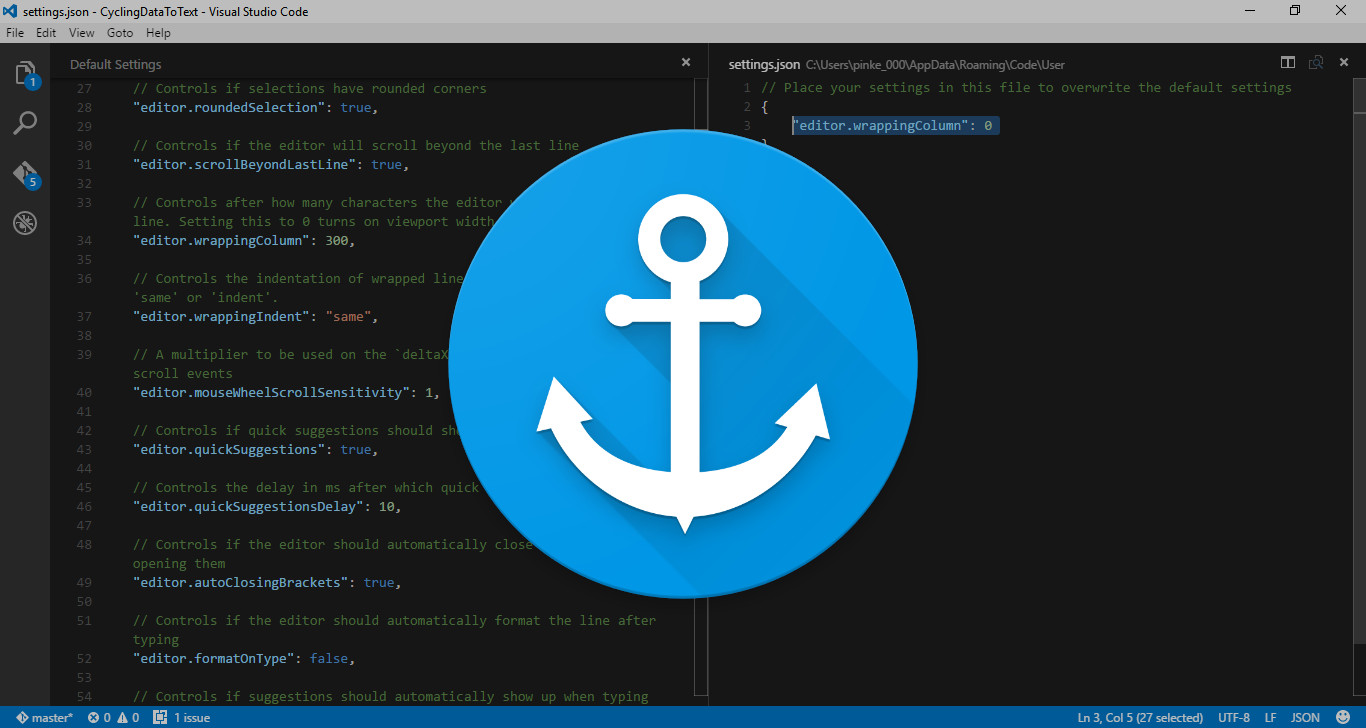 settings.json - CyclingDataToText - Visual Studio Code
File Edit View Goto Help
Default Settings
27 // Controls if selections have rounded corners
28 "editor.roundedSelection": true,
29
30 // Controls if the editor will scroll beyond the last line
31 "editor.scrollBeyondLastLine": true,
32
33 // Controls after how many characters the editor
line. Setting this to 0 turns on viewport width
34 "editor.wrappingColumn": 300,
35
36 // Controls the indentation of wrapped
'same' or 'indent'.
37 "editor.wrappingIndent": "same",
38
39 // A multiplier to be used on the `deltaX
scroll events
40 "editor.mouseWheelScrollSensitivity": 1,
41
42 // Controls if quick suggestions should
43 "editor.quickSuggestions": true,
44
45 // Controls the delay in ms after which quick
46 "editor.quickSuggestionsDelay": 10,
47
48 // Controls if the editor should automatically close
opening them
49 "editor.autoClosingBrackets": true,
50
51 // Controls if the editor should automatically format the line after
typing
52 "editor.formatOnType": false,
53
54 // Controls if suggestions should automatically show up when typing
settings.json C:\Users\pinke_000\AppData\Roaming\Code\User
1 // Place your settings in this file to overwrite the default settings
2 {
3 "editor.wrappingColumn": 0
1
5
master* 0 0 1 issue
Ln 3, Col 5 (27 selected) UTF-8 LF JSON